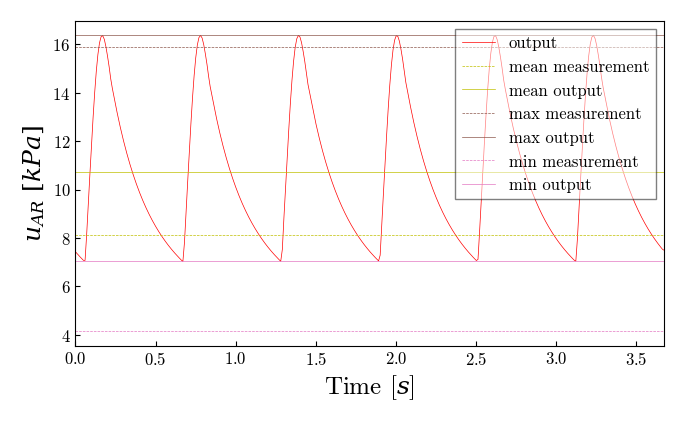 output
mean measurement
mean output
max measurement
max output
min measurement
min output
u_{AR} [kPa]
16
14
12
10
8
6
4
0.0 0.5 1.0 1.5 2.0 2.5 3.0 3.5
Time [s]